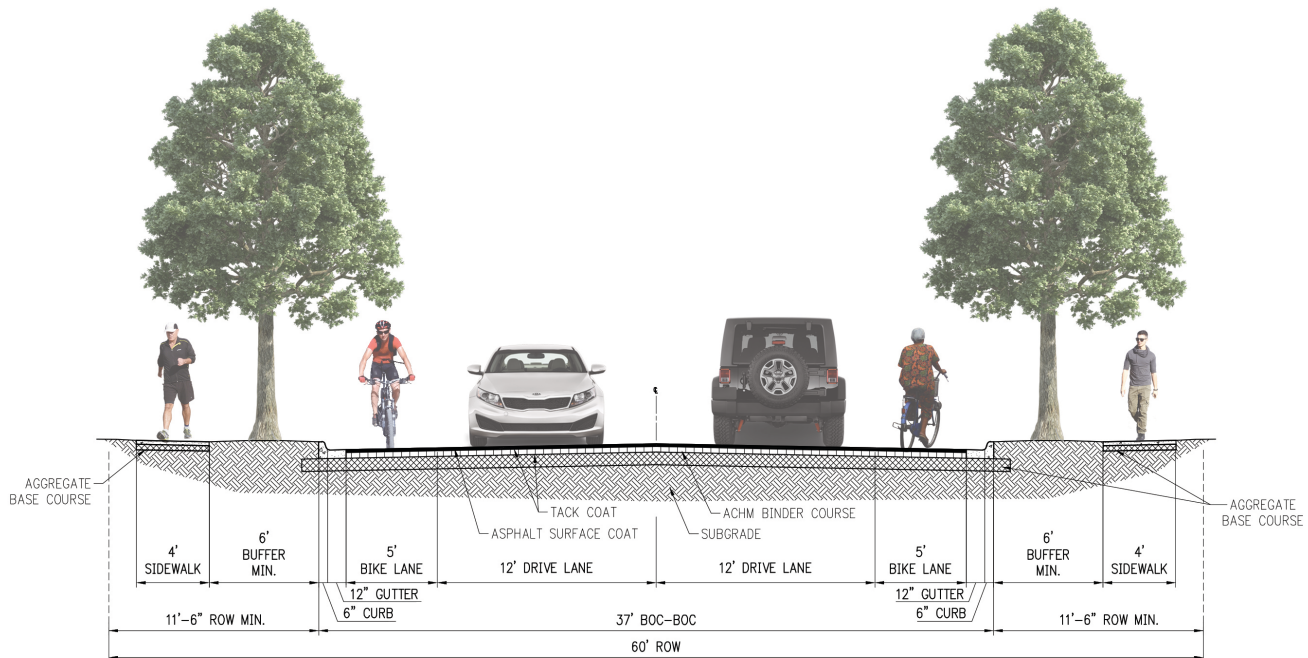 ℄
AGGREGATE
BASE COURSE
TACK COAT
ASPHALT SURFACE COAT
ACHM BINDER COURSE
SUBGRADE
AGGREGATE
BASE COURSE
4'
SIDEWALK
6'
BUFFER
MIN.
5'
BIKE LANE
12' DRIVE LANE
12' DRIVE LANE
5'
BIKE LANE
6'
BUFFER
MIN.
4'
SIDEWALK
12" GUTTER
6" CURB
12" GUTTER
6" CURB
11'-6" ROW MIN.
37' BOC-BOC
11'-6" ROW MIN.
60' ROW